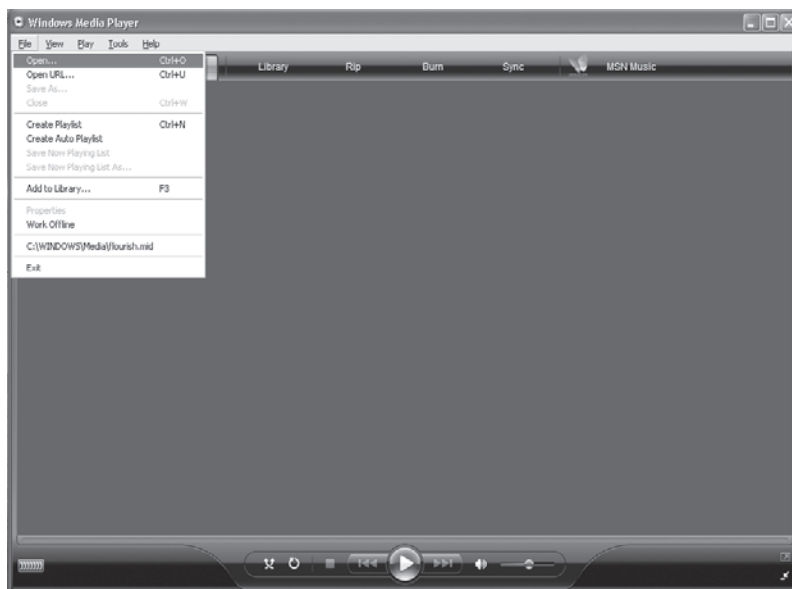 Windows Media Player
File View Play Tools Help
Open... Ctrl+O
Library Rip Burn Sync MSN Music
Open URL... Ctrl+U
Save As...
Close Ctrl+W
Create Playlist Ctrl+N
Create Auto Playlist
Save Now Playing List
Save Now Playing List As...
Add to Library... F3
Properties
Work Offline
C:\WINDOWS\Media\flourish.mid
Exit